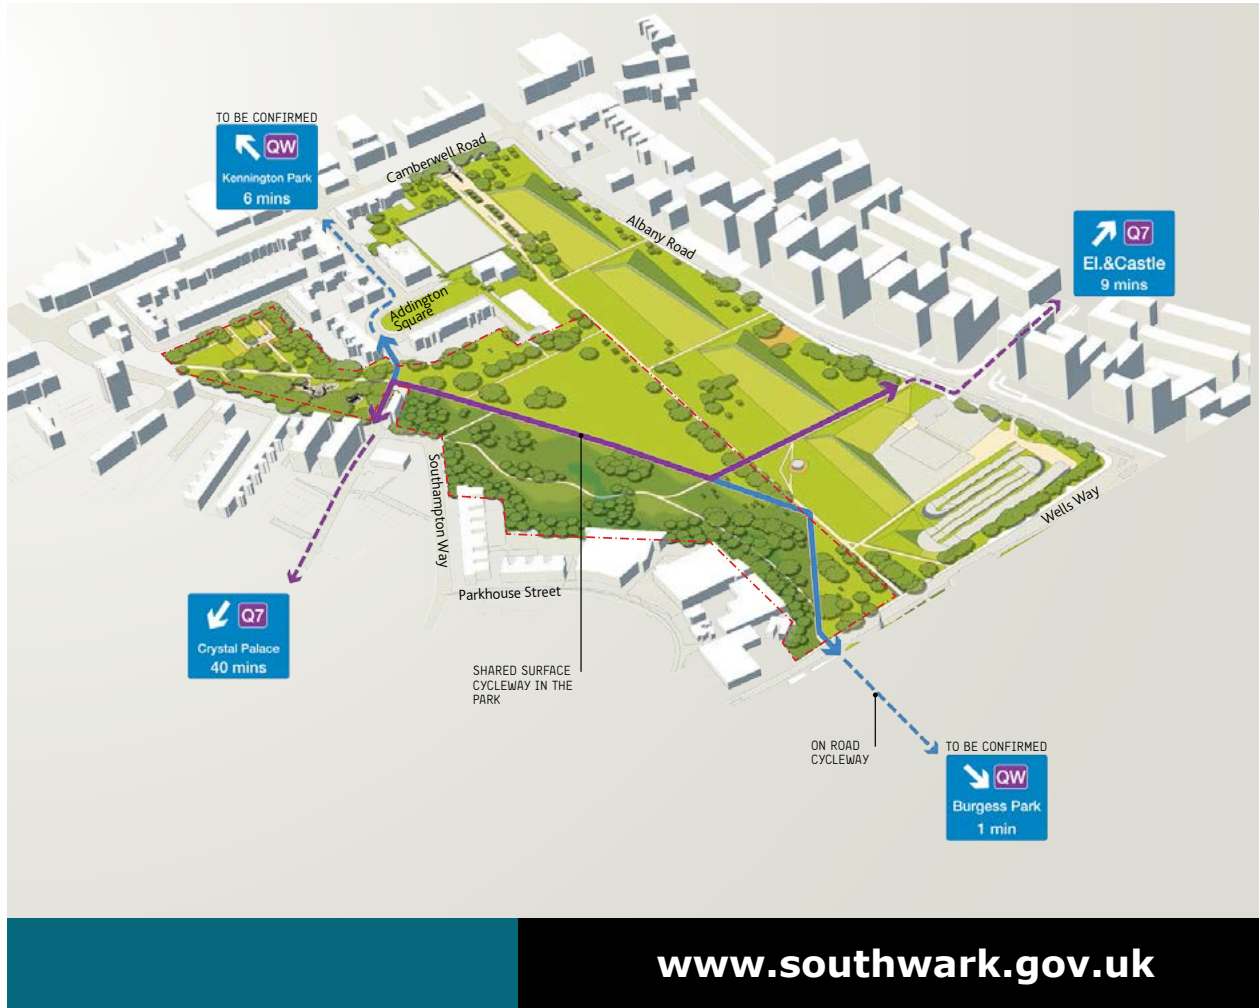 TO BE CONFIRMED
QW
Kennington Park
6 mins
Camberwell Road
Albany Road
Q7
El.&Castle
9 mins
Addington
Square
Southampton Way
Wells Way
Parkhouse Street
Q7
Crystal Palace
40 mins
SHARED SURFACE
CYCLEWAY IN THE
PARK
ON ROAD
CYCLEWAY
TO BE CONFIRMED
QW
Burgess Park
1 min
www.southwark.gov.uk